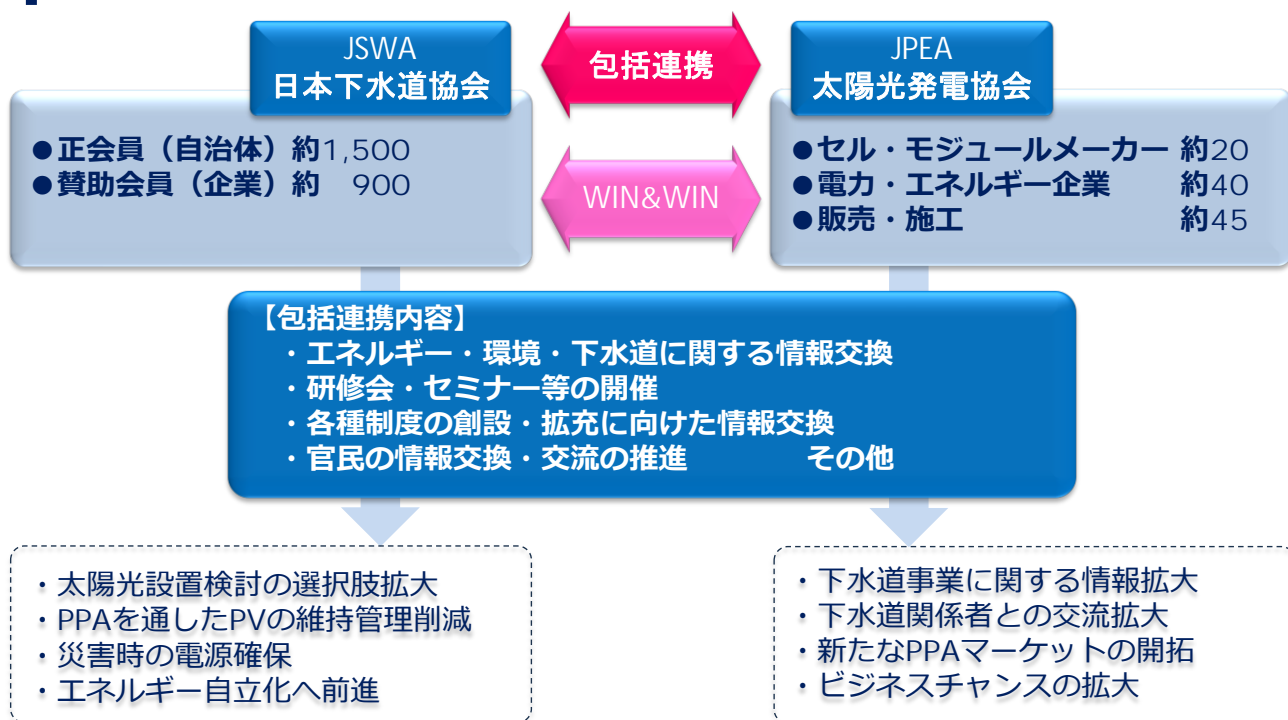 JSWA
日本下水道協会
包括連携
JPEA
太陽光発電協会
●正会員（自治体）約1,500
●賛助会員（企業）約　900
WIN&WIN
●セル・モジュールメーカー 約20
●電力・エネルギー企業　　 約40
●販売・施工　　　　　　　 約45
【包括連携内容】
・エネルギー・環境・下水道に関する情報交換
・研修会・セミナー等の開催
・各種制度の創設・拡充に向けた情報交換
・官民の情報交換・交流の推進　　　　その他
・太陽光設置検討の選択肢拡大
・PPAを通したPVの維持管理削減
・災害時の電源確保
・エネルギー自立化へ前進
・下水道事業に関する情報拡大
・下水道関係者との交流拡大
・新たなPPAマーケットの開拓
・ビジネスチャンスの拡大